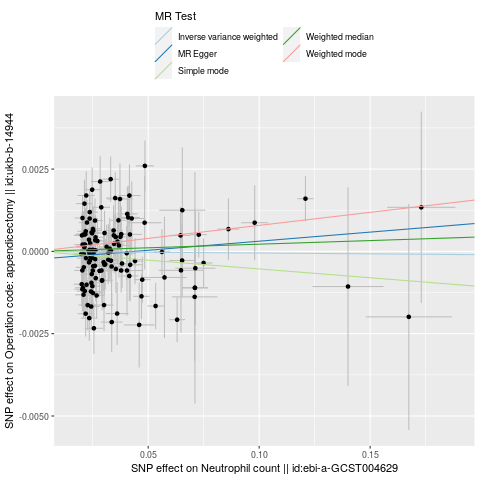 MR Test
Inverse variance weighted
Weighted median
MR Egger
Weighted mode
Simple mode
SNP effect on Operation code: appendicectomy || id:ukb-b-14944
0.0025
0.0000
-0.0025
-0.0050
0.05
0.10
0.15
SNP effect on Neutrophil count || id:ebi-a-GCST004629